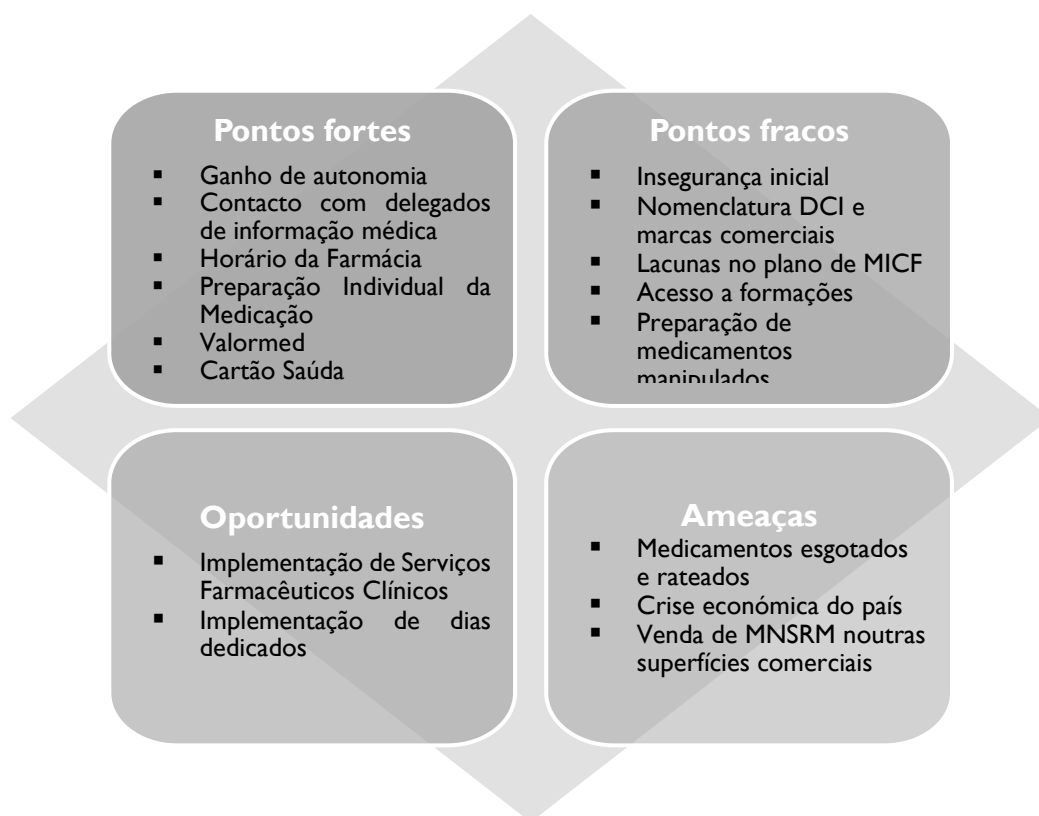 Pontos fortes
▪ Ganho de autonomia
▪ Contacto com delegados
de informação médica
▪ Horário da Farmácia
▪ Preparação Individual da
Medicação
▪ Valormed
▪ Cartão Saúda
Pontos fracos
▪ Insegurança inicial
▪ Nomenclatura DCI e
marcas comerciais
▪ Lacunas no plano de MICF
▪ Acesso a formações
▪ Preparação de
medicamentos
manipulados
Oportunidades
▪ Implementação de Serviços
Farmacêuticos Clínicos
▪ Implementação de dias
dedicados
Ameaças
▪ Medicamentos esgotados
e rateados
▪ Crise económica do país
▪ Venda de MNSRM noutras
superfícies comerciais